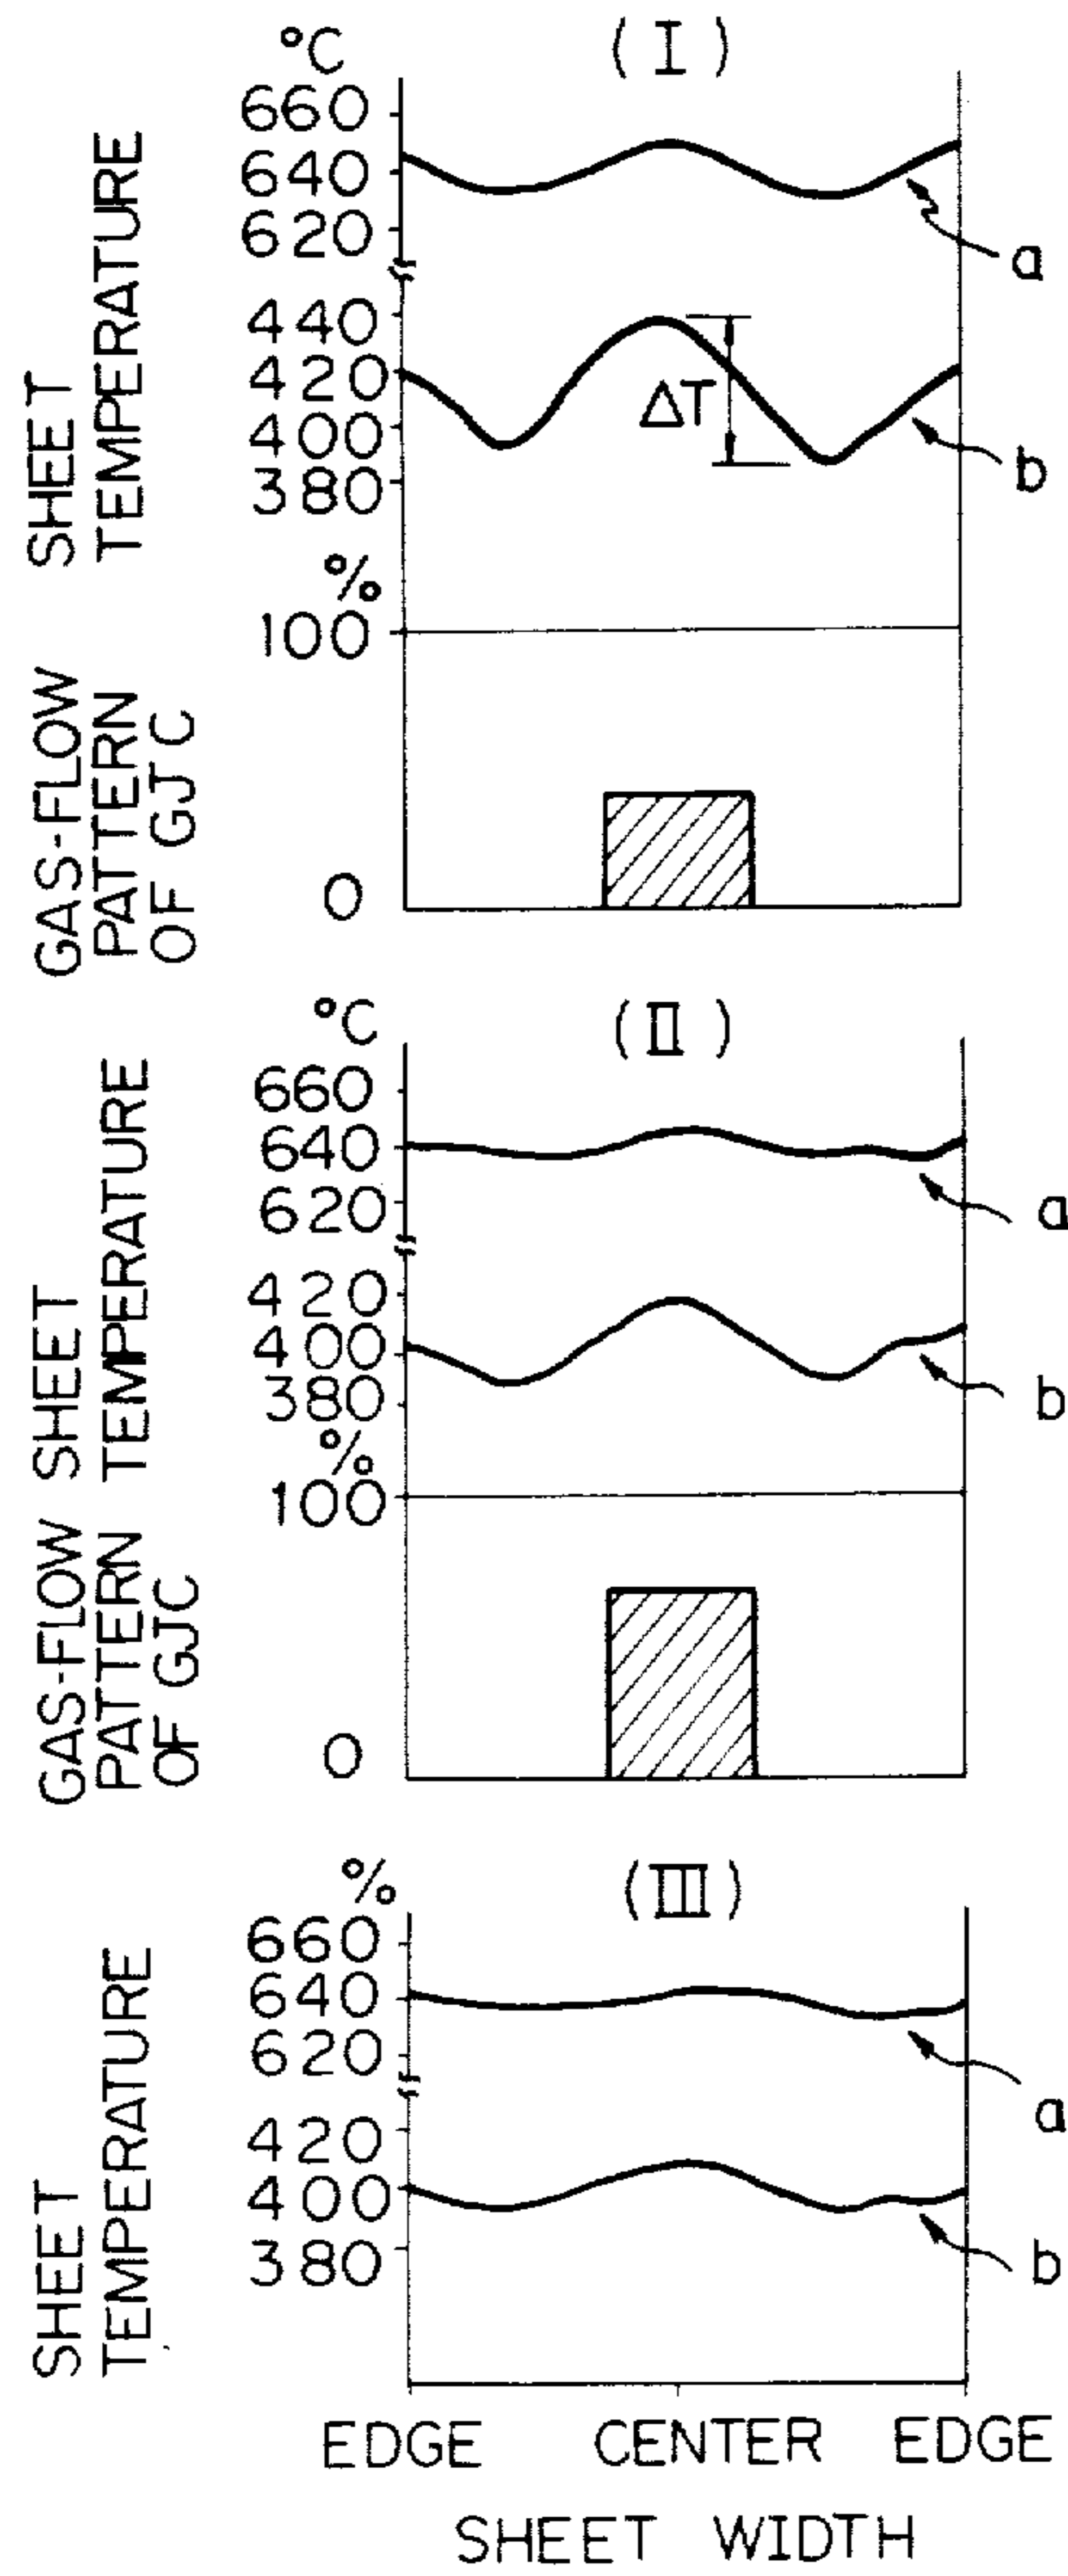 °C
(I)
660
640
620
440
420
400
380
SHEET
TEMPERATURE
a
ΔT
b
%
100
0
GAS-FLOW
PATTERN
OF GJC
°C
(II)
660
640
620
420
400
380
SHEET
TEMPERATURE
a
b
%
100
0
GAS-FLOW
PATTERN
OF GJC
%
(III)
660
640
620
420
400
380
SHEET
TEMPERATURE
a
b
EDGE CENTER EDGE
SHEET WIDTH